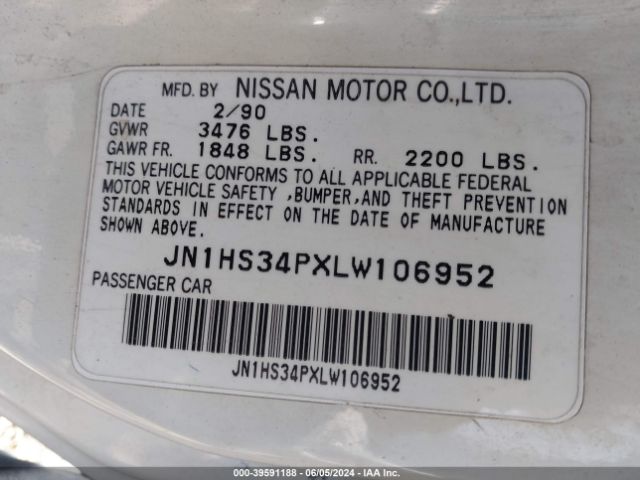 MFD. BY NISSAN MOTOR CO.,LTD.
DATE 2/90
GVWR 3476 LBS.
GAWR FR. 1848 LBS. RR. 2200 LBS.
THIS VEHICLE CONFORMS TO ALL APPLICABLE FEDERAL
MOTOR VEHICLE SAFETY ,BUMPER,AND THEFT PREVENTION
STANDARDS IN EFFECT ON THE DATE OF MANUFACTURE
SHOWN ABOVE.
JN1HS34PXLW106952
PASSENGER CAR
JN1HS34PXLW106952
000-39591188 - 06/05/2024 - IAA Inc.